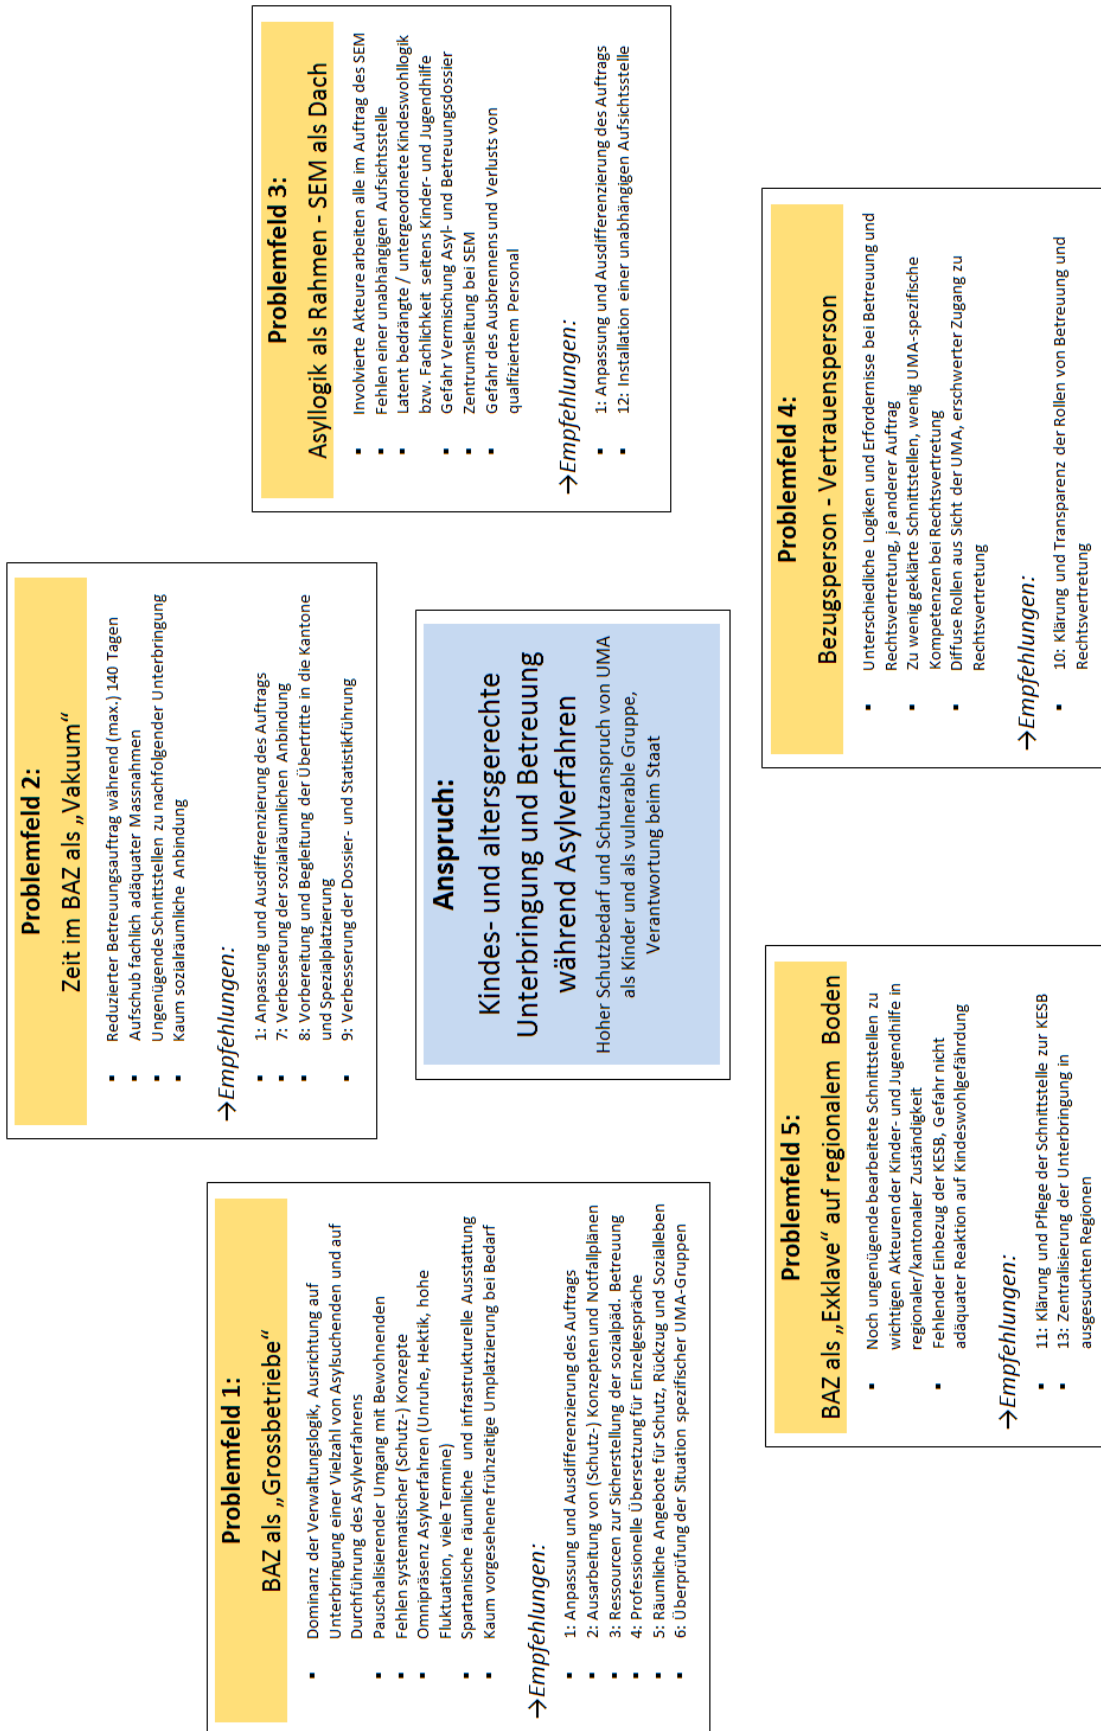 Problemfeld 1:
BAZ als „Grossbetriebe“
▪ Dominanz der Verwaltungslogik, Ausrichtung auf
Unterbringung einer Vielzahl von Asylsuchenden und auf
Durchführung des Asylverfahrens
▪ Pauschalisierender Umgang mit Bewohnenden
▪ Fehlen systematischer (Schutz-) Konzepte
▪ Omnipräsenz Asylverfahren (Unruhe, Hektik, hohe
Fluktuation, viele Termine)
▪ Spartanische räumliche und infrastrukturelle Ausstattung
▪ Kaum vorgesehene frühzeitige Umplatzierung bei Bedarf
→Empfehlungen:
▪ 1: Anpassung und Ausdifferenzierung des Auftrags
▪ 2: Ausarbeitung von (Schutz-) Konzepten und Notfallplänen
▪ 3: Ressourcen zur Sicherstellung der sozialpäd. Betreuung
▪ 4: Professionelle Übersetzung für Einzelgespräche
▪ 5: Räumliche Angebote für Schutz, Rückzug und Sozialleben
▪ 6: Überprüfung der Situation spezifischer UMA-Gruppen
Problemfeld 2:
Zeit im BAZ als „Vakuum“
▪ Reduzierter Betreuungsauftrag während (max.) 140 Tagen
▪ Aufschub fachlich adäquater Massnahmen
▪ Ungenügende Schnittstellen zu nachfolgender Unterbringung
▪ Kaum sozialräumliche Anbindung
→Empfehlungen:
▪ 1: Anpassung und Ausdifferenzierung des Auftrags
▪ 7: Verbesserung der sozialräumlichen Anbindung
▪ 8: Vorbereitung und Begleitung der Übertritte in die Kantone
und Spezialplatzierung
▪ 9: Verbesserung der Dossier- und Statistikführung
Problemfeld 3:
Asyllogik als Rahmen - SEM als Dach
▪ Involvierte Akteure arbeiten alle im Auftrag des SEM
▪ Fehlen einer unabhängigen Aufsichtsstelle
▪ Latent bedrängte / untergeordnete Kindeswohllogik
bzw. Fachlichkeit seitens Kinder- und Jugendhilfe
▪ Gefahr Vermischung Asyl- und Betreuungsdossier
▪ Zentrumsleitung bei SEM
▪ Gefahr des Ausbrennens und Verlusts von
qualfiziertem Personal
→Empfehlungen:
▪ 1: Anpassung und Ausdifferenzierung des Auftrags
▪ 12: Installation einer unabhängigen Aufsichtsstelle
Anspruch:
Kindes- und altersgerechte
Unterbringung und Betreuung
während Asylverfahren
Hoher Schutzbedarf und Schutzanspruch von UMA
als Kinder und als vulnerable Gruppe,
Verantwortung beim Staat
Problemfeld 5:
BAZ als „Exklave“ auf regionalem Boden
▪ Noch ungenügende bearbeitete Schnittstellen zu
wichtigen Akteuren der Kinder- und Jugendhilfe in
regionaler/kantonaler Zuständigkeit
▪ Fehlender Einbezug der KESB, Gefahr nicht
adäquater Reaktion auf Kindeswohlgefährdung
→Empfehlungen:
▪ 11: Klärung und Pflege der Schnittstelle zur KESB
▪ 13: Zentralisierung der Unterbringung in
ausgesuchten Regionen
Problemfeld 4:
Bezugsperson - Vertrauensperson
▪ Unterschiedliche Logiken und Erfordernisse bei Betreuung und
Rechtsvertretung, je anderer Auftrag
▪ Zu wenig geklärte Schnittstellen, wenig UMA-spezifische
Kompetenzen bei Rechtsvertretung
▪ Diffuse Rollen aus Sicht der UMA, erschwerter Zugang zu
Rechtsvertretung
→Empfehlungen:
▪ 10: Klärung und Transparenz der Rollen von Betreuung und
Rechtsvertretung